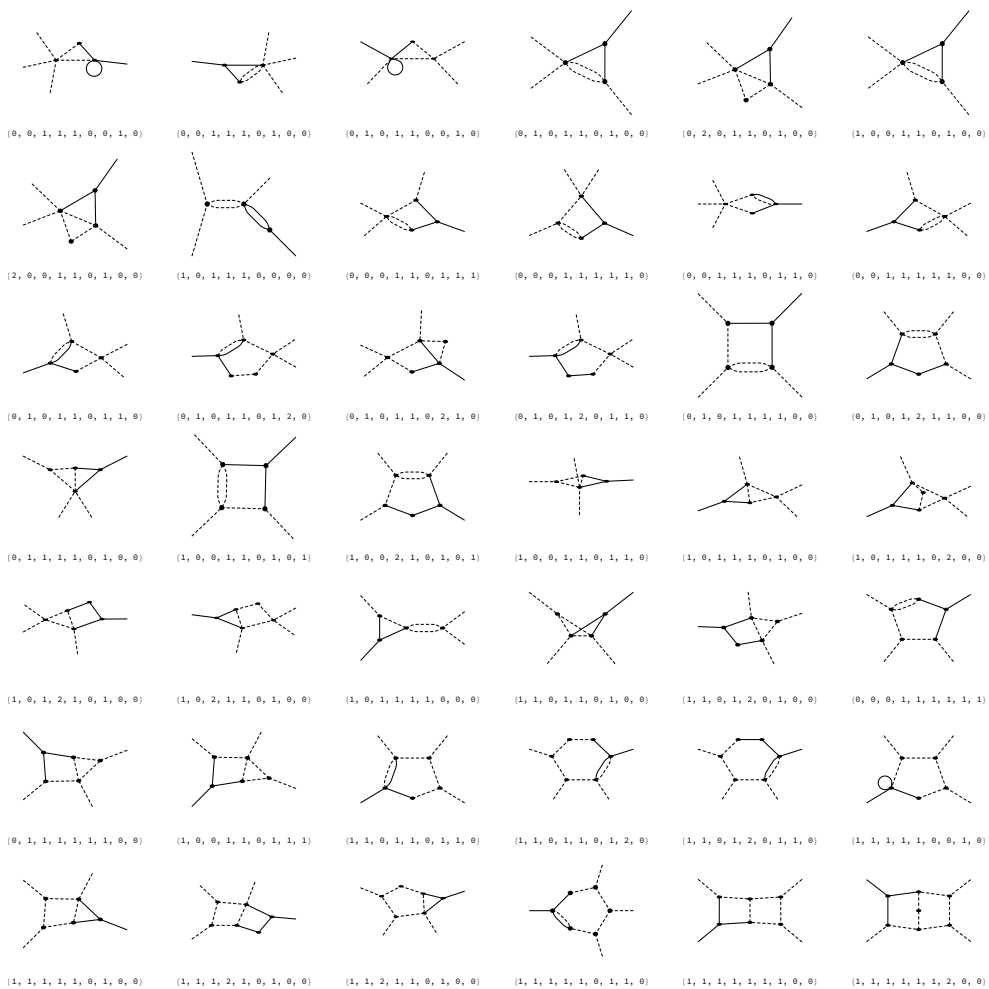 {0, 0, 1, 1, 1, 0, 0, 1, 0} {0, 0, 1, 1, 1, 0, 1, 0, 0} {0, 1, 0, 1, 0, 0, 0, 1, 0} {0, 1, 0, 1, 1, 0, 1, 0, 0} {0, 2, 0, 1, 1, 0, 1, 0, 0} {1, 0, 0, 1, 1, 0, 1, 0, 0}
{2, 0, 0, 1, 1, 0, 1, 0, 0} {1, 0, 1, 1, 1, 0, 0, 0, 0} {0, 0, 0, 1, 1, 0, 1, 1, 1} {0, 0, 0, 1, 1, 1, 1, 1, 0} {0, 0, 1, 1, 0, 1, 1, 1, 0} {0, 0, 1, 1, 1, 1, 1, 0, 0}
{0, 1, 0, 1, 0, 1, 1, 1, 0} {0, 1, 0, 1, 1, 0, 1, 2, 0} {0, 1, 0, 1, 0, 1, 2, 1, 0} {0, 1, 0, 1, 2, 0, 1, 1, 0} {0, 1, 0, 1, 1, 1, 1, 0, 0} {0, 1, 0, 1, 2, 1, 1, 0, 0}
{0, 1, 1, 1, 1, 0, 1, 0, 0} {1, 0, 0, 1, 1, 0, 1, 0, 1} {1, 0, 0, 2, 1, 0, 1, 0, 1} {1, 0, 0, 1, 1, 0, 1, 1, 0} {1, 0, 1, 1, 1, 0, 1, 0, 0} {1, 0, 1, 1, 1, 0, 2, 0, 0}
{1, 0, 1, 2, 1, 0, 1, 0, 0} {1, 0, 2, 1, 1, 0, 1, 0, 0} {1, 0, 1, 1, 1, 1, 0, 0, 0} {1, 1, 0, 1, 1, 0, 1, 0, 0} {1, 1, 0, 1, 2, 0, 1, 0, 0} {0, 0, 0, 1, 1, 1, 1, 1, 1}
{0, 1, 1, 1, 1, 1, 1, 0, 0} {1, 0, 0, 1, 1, 0, 1, 1, 1} {1, 1, 0, 1, 0, 1, 1, 1, 0} {1, 1, 0, 1, 0, 1, 2, 0} {1, 1, 0, 1, 2, 0, 1, 1, 0} {1, 1, 1, 1, 0, 1, 0, 1, 0}
{1, 1, 1, 1, 1, 0, 1, 0, 0} {1, 1, 1, 2, 1, 0, 1, 0, 0} {1, 1, 2, 1, 1, 0, 1, 0, 0} {1, 1, 1, 1, 1, 0, 1, 1, 0} {1, 1, 1, 1, 1, 1, 1, 0, 0} {1, 1, 1, 1, 1, 1, 2, 0, 0}